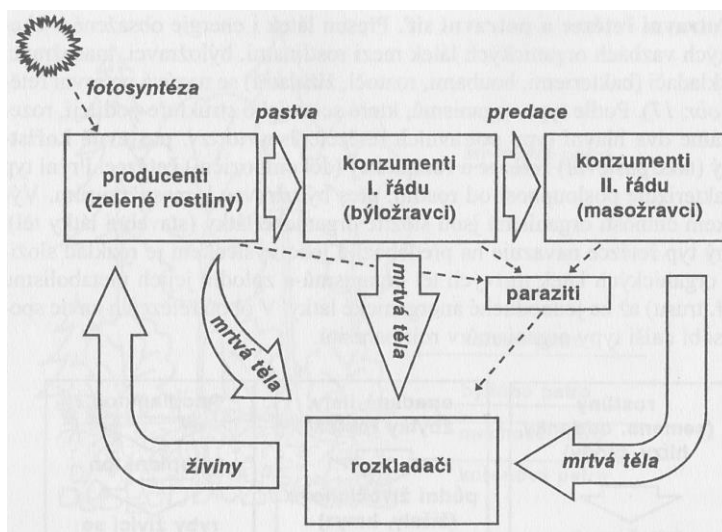 fotosyntéza
pastva
predace
producenti
(zelené rostliny)
konzumenti
I. řádu
(býložravci)
konzumenti
II. řádu
(masožravci)
mrtvá těla
mrtvá těla
paraziti
živiny
rozkladači
mrtvá těla